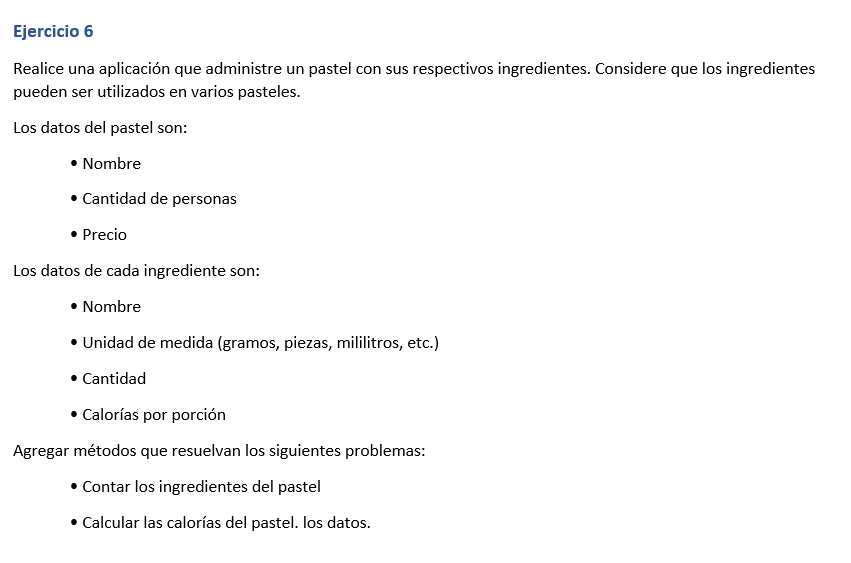 Ejercicio 6
Realice una aplicación que administre un pastel con sus respectivos ingredientes. Considere que los ingredientes
pueden ser utilizados en varios pasteles.
Los datos del pastel son:
• Nombre
• Cantidad de personas
• Precio
Los datos de cada ingrediente son:
• Nombre
• Unidad de medida (gramos, piezas, mililitros, etc.)
• Cantidad
• Calorías por porción
Agregar métodos que resuelvan los siguientes problemas:
• Contar los ingredientes del pastel
• Calcular las calorías del pastel. los datos.